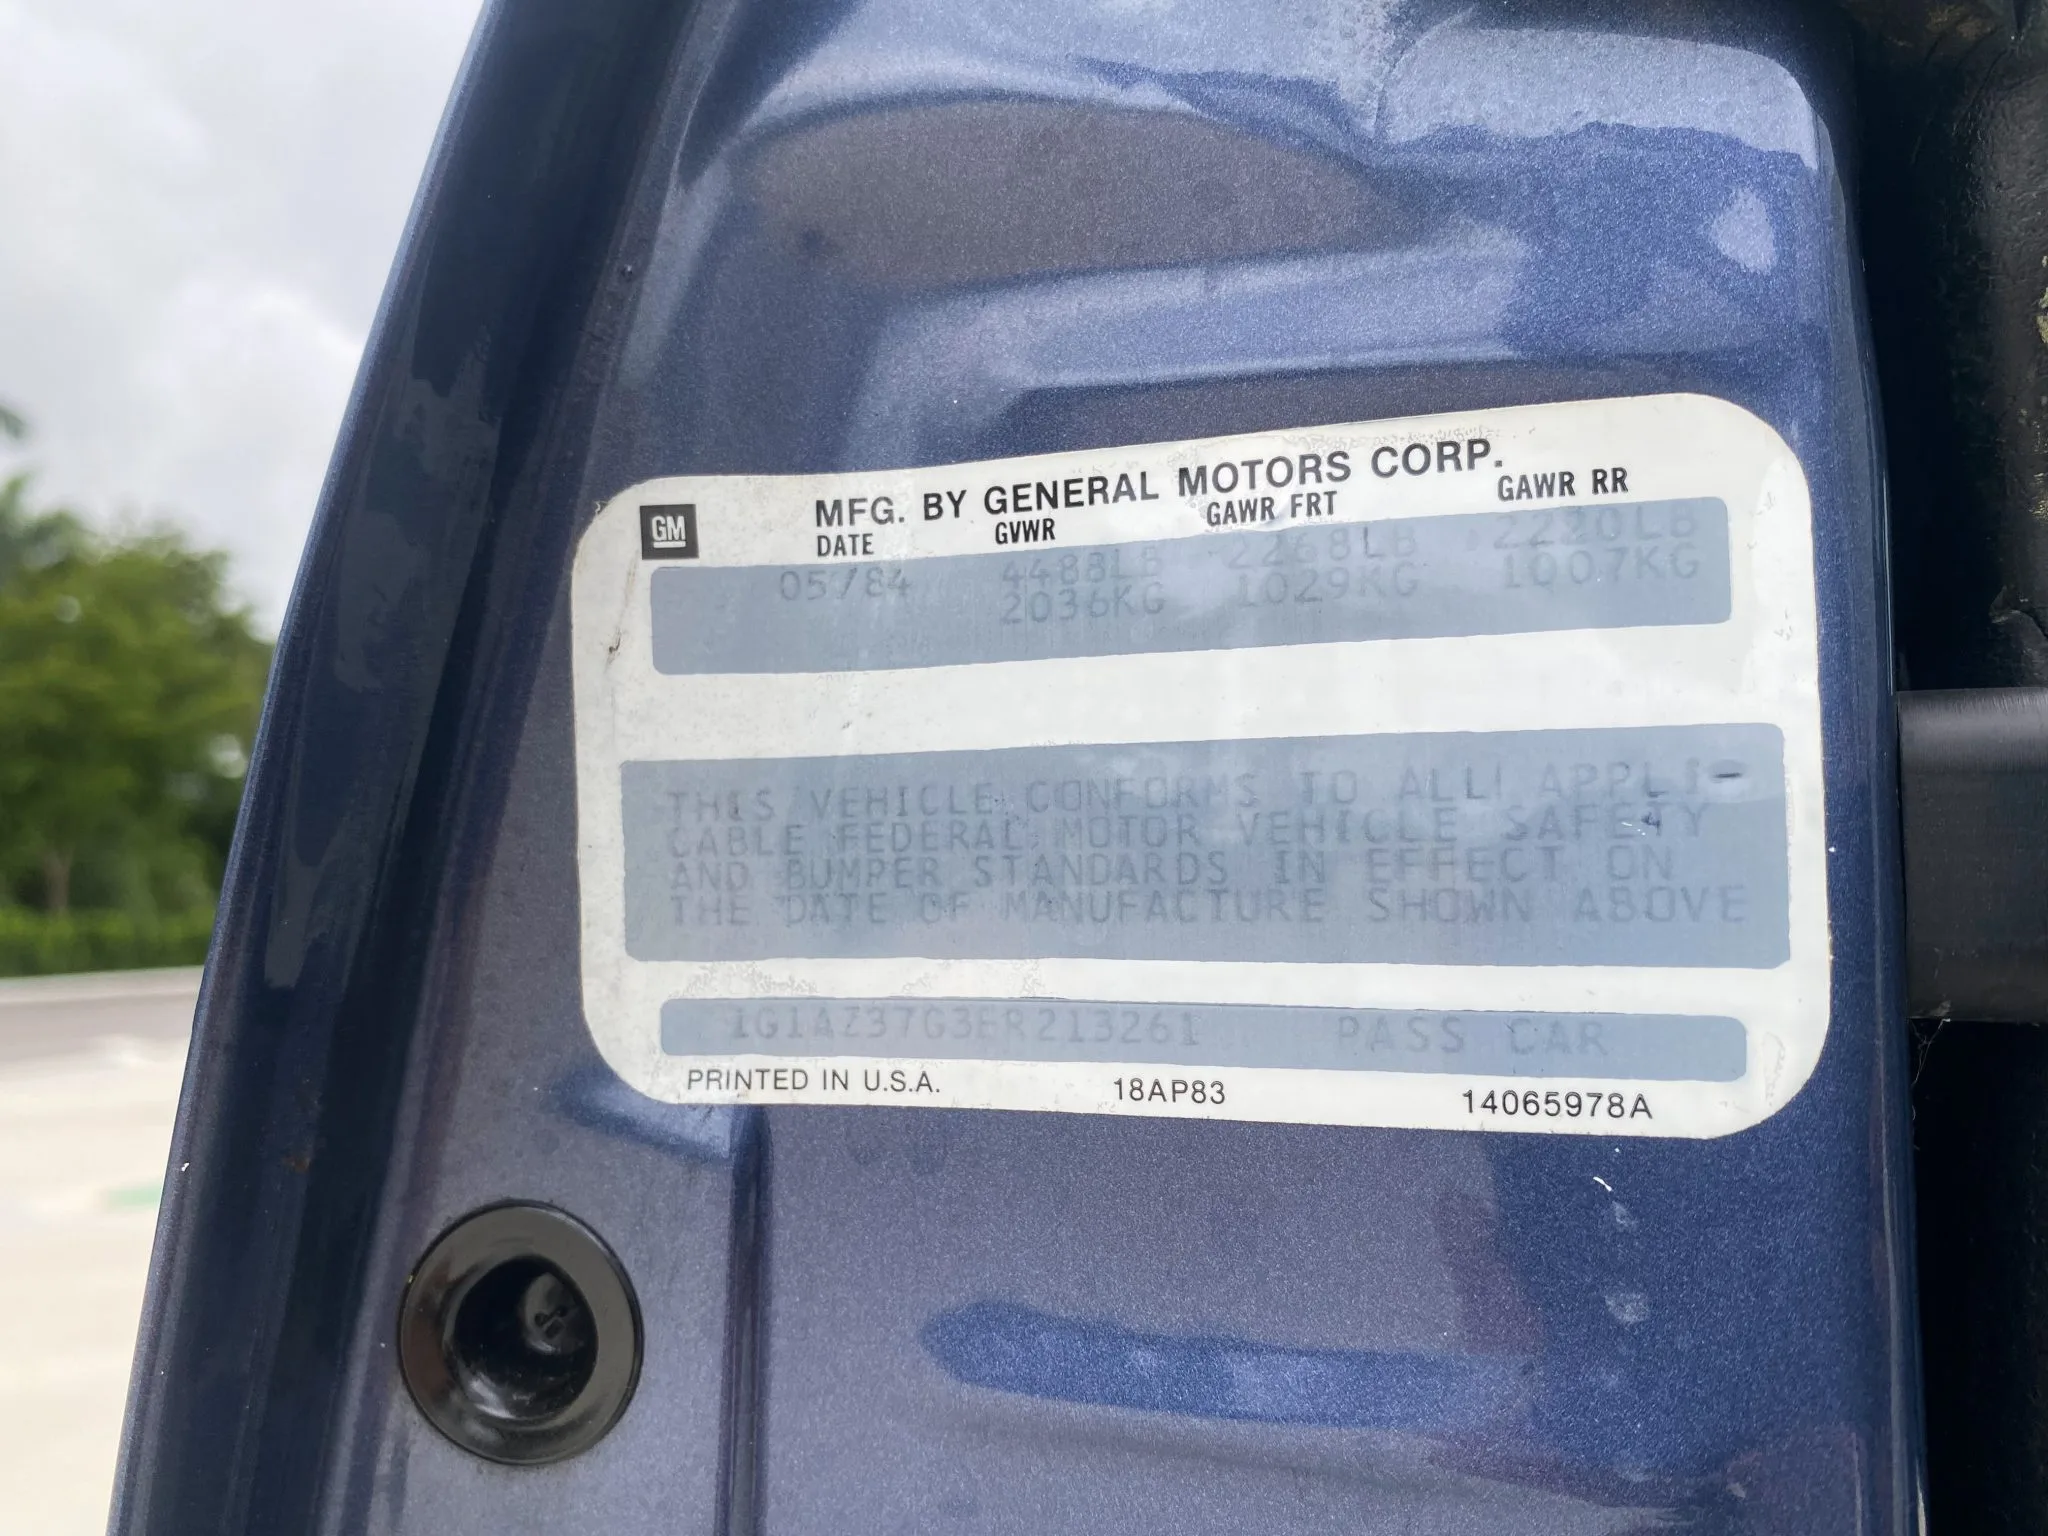 MFG. BY GENERAL MOTORS CORP.
GM DATE GVWR GAWR FRT GAWR RR
05/84 4488LB 2268LB 2220LB
2036KG 1029KG 1007KG
THIS VEHICLE CONFORMS TO ALL APPLI-
CABLE FEDERAL MOTOR VEHICLE SAFETY
AND BUMPER STANDARDS IN EFFECT ON
THE DATE OF MANUFACTURE SHOWN ABOVE
1G1AZ37G3ER213261 PASS CAR
PRINTED IN U.S.A. 18AP83 14065978A